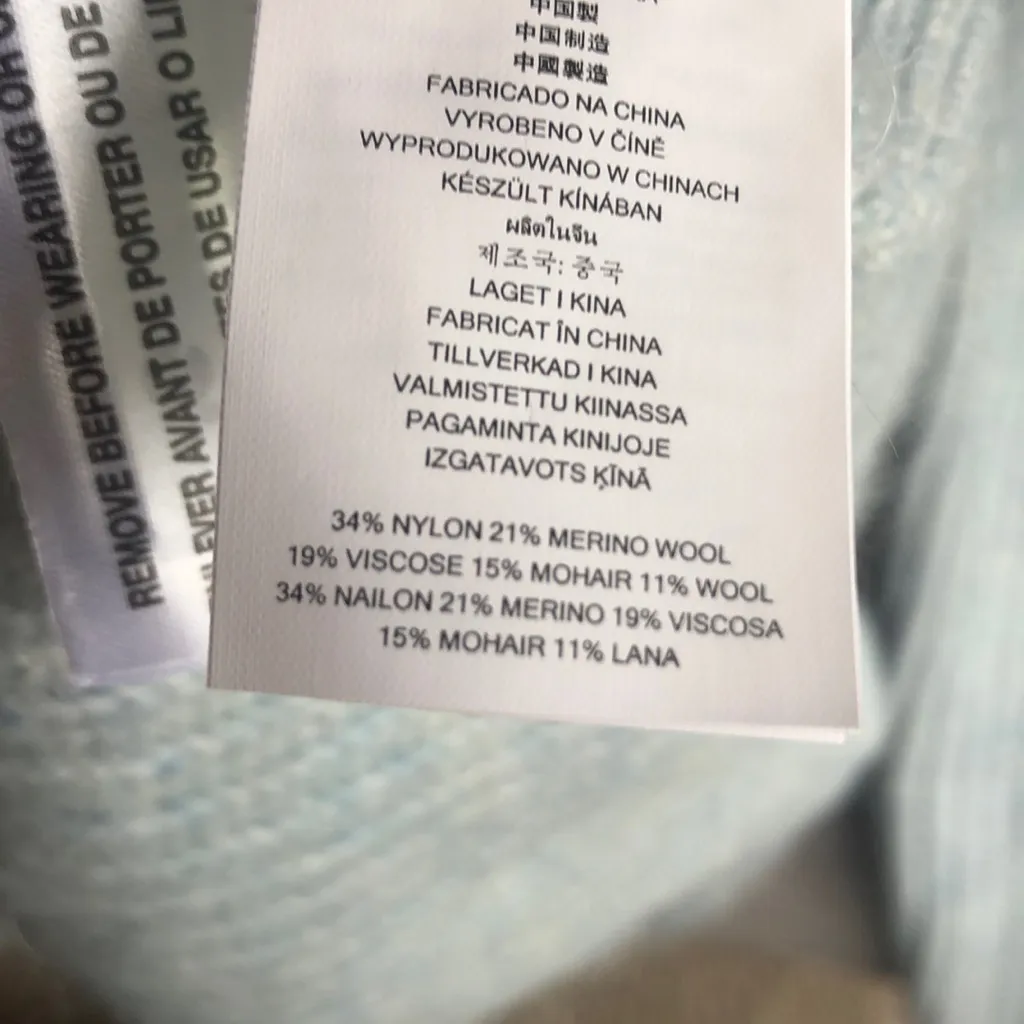 中国製
中国制造
中國製造
FABRICADO NA CHINA
VYROBENO V ČÍNĚ
WYPRODUKOWANO W CHINACH
KÉSZÜLT KÍNÁBAN
ผลิตในจีน
제조국: 중국
LAGET I KINA
FABRICAT ÎN CHINA
TILLVERKAD I KINA
VALMISTETTU KIINASSA
PAGAMINTA KINIJOJE
IZGATAVOTS ĶĪNĀ
34% NYLON 21% MERINO WOOL
19% VISCOSE 15% MOHAIR 11% WOOL
34% NAILON 21% MERINO 19% VISCOSA
15% MOHAIR 11% LANA
REMOVE BEFORE WEARING OR
AVANT DE PORTER OU DE
DE USAR O